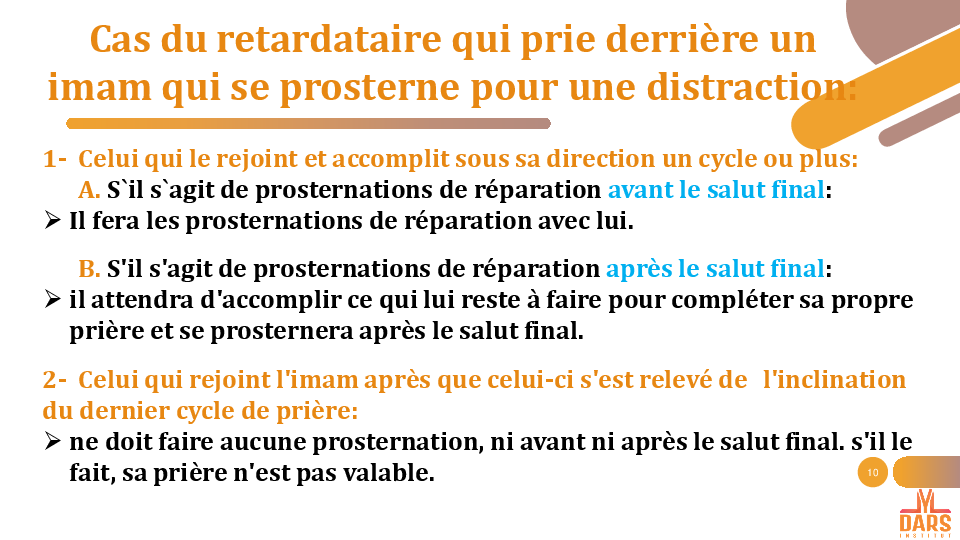 Cas du retardataire qui prie derrière un
imam qui se prosterne pour une distraction:
1- Celui qui le rejoint et accomplit sous sa direction un cycle ou plus:
A. S`il s`agit de prosternations de réparation avant le salut final:
➢ Il fera les prosternations de réparation avec lui.
B. S'il s'agit de prosternations de réparation après le salut final:
➢ il attendra d'accomplir ce qui lui reste à faire pour compléter sa propre
prière et se prosternera après le salut final.
2- Celui qui rejoint l'imam après que celui-ci s'est relevé de l'inclination
du dernier cycle de prière:
➢ ne doit faire aucune prosternation, ni avant ni après le salut final. s'il le
fait, sa prière n'est pas valable.
10
DARS
INSTITUT